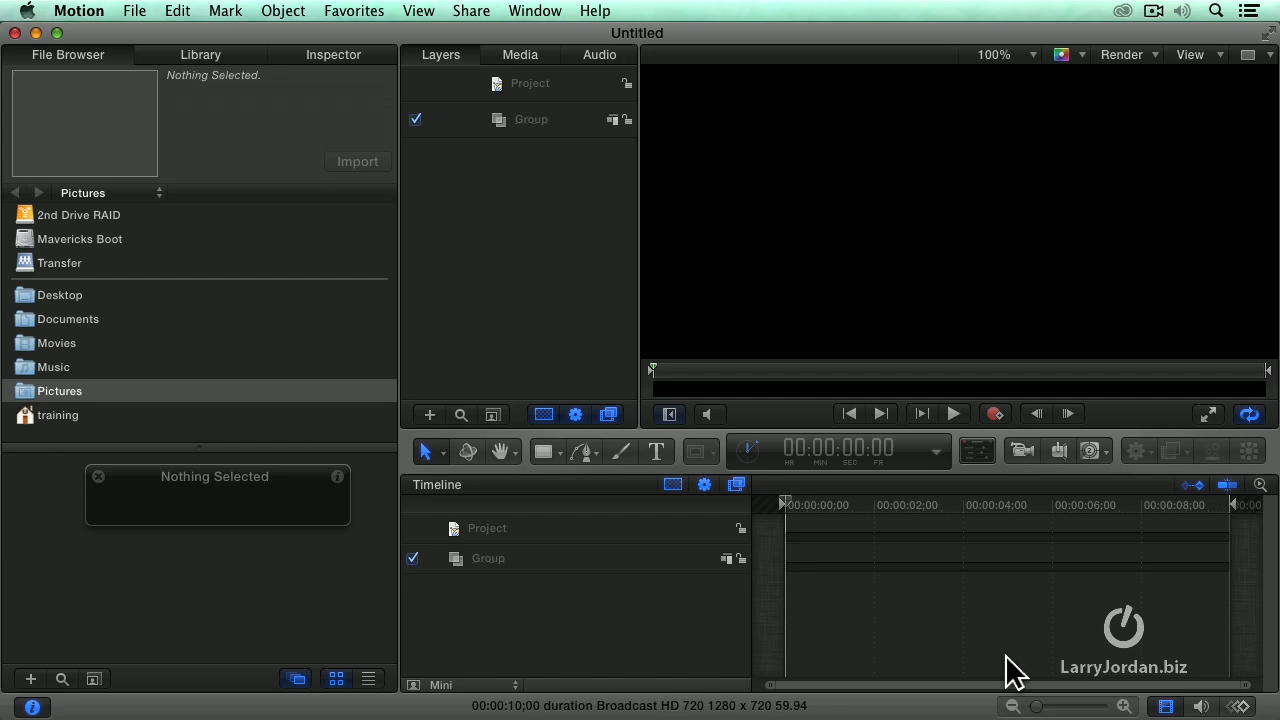 Motion File Edit Mark Object Favorites View Share Window Help
Untitled
File Browser Library Inspector
Layers Media Audio
100% Render View
Nothing Selected.
Import
Project
Group
Pictures
2nd Drive RAID
Mavericks Boot
Transfer
Desktop
Documents
Movies
Music
Pictures
training
Nothing Selected
00:00:00:00
HR MIN SEC FR
Timeline
00:00:00;00 00:00:02;00 00:00:04;00 00:00:06;00 00:00:08;00
Project
Group
LarryJordan.biz
Mini
00:00:10;00 duration Broadcast HD 720 1280 x 720 59.94